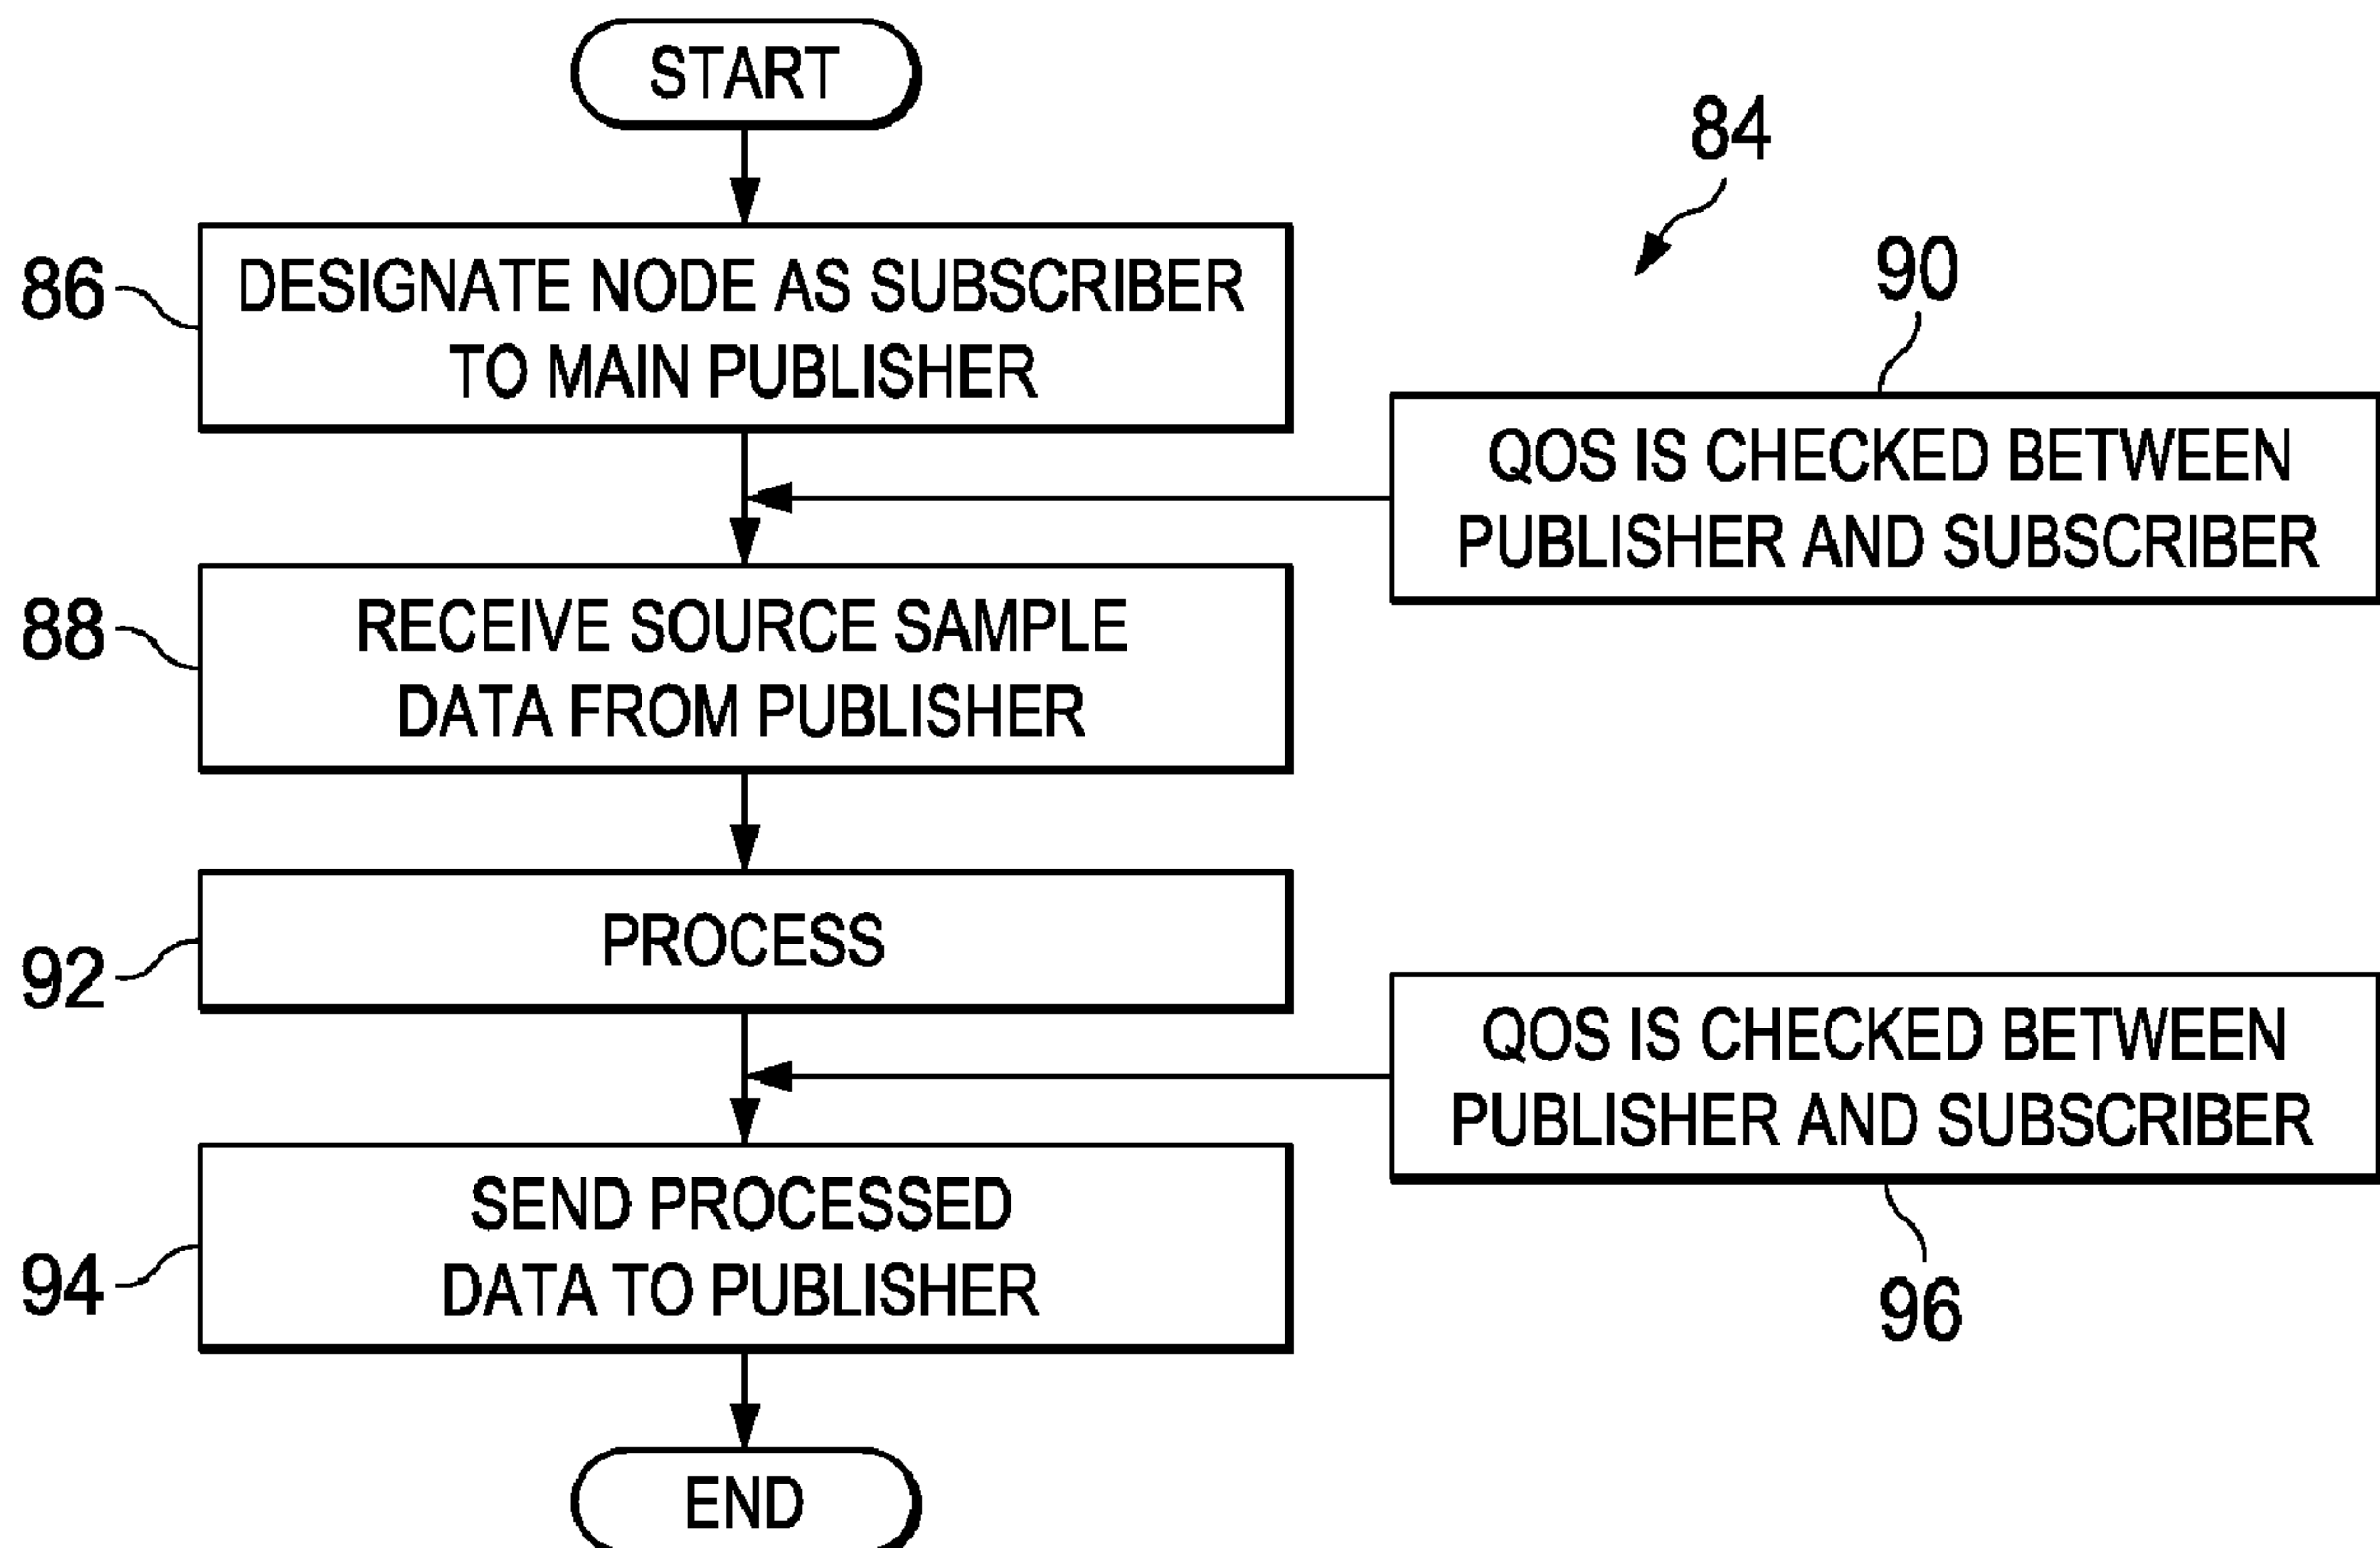 START
84
86
DESIGNATE NODE AS SUBSCRIBER
TO MAIN PUBLISHER
90
QOS IS CHECKED BETWEEN
PUBLISHER AND SUBSCRIBER
88
RECEIVE SOURCE SAMPLE
DATA FROM PUBLISHER
92
PROCESS
QOS IS CHECKED BETWEEN
PUBLISHER AND SUBSCRIBER
96
94
SEND PROCESSED
DATA TO PUBLISHER
END